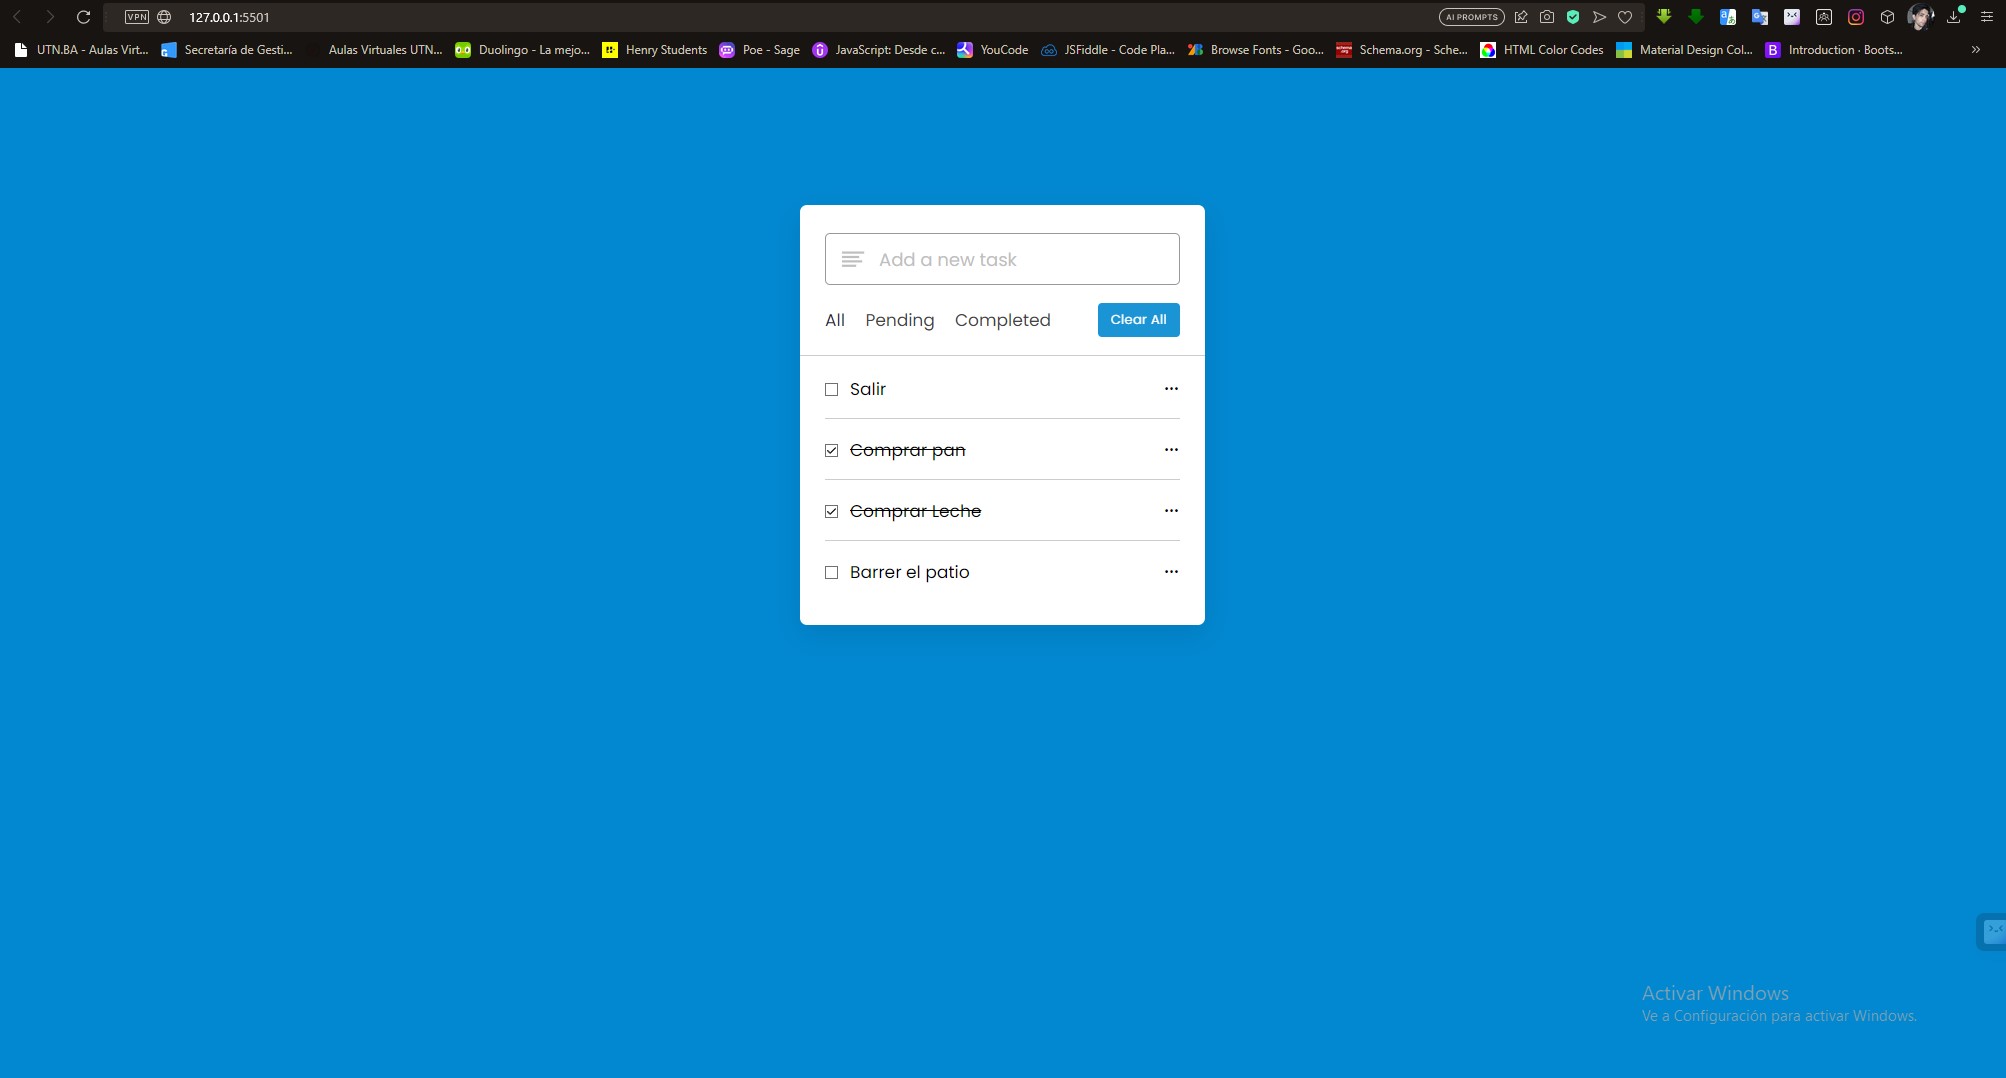 VPN 127.0.0.1:5501 AI PROMPTS
UTN.BA - Aulas Virt... Secretaría de Gesti... Aulas Virtuales UTN... Duolingo - La mejo... Henry Students Poe - Sage JavaScript: Desde c... YouCode JSFiddle - Code Pla... Browse Fonts - Goo... Schema.org - Sche... HTML Color Codes Material Design Col... Introduction · Boots... »
Add a new task
All Pending Completed Clear All
Salir
Comprar pan
Comprar Leche
Barrer el patio
Activar Windows
Ve a Configuración para activar Windows.